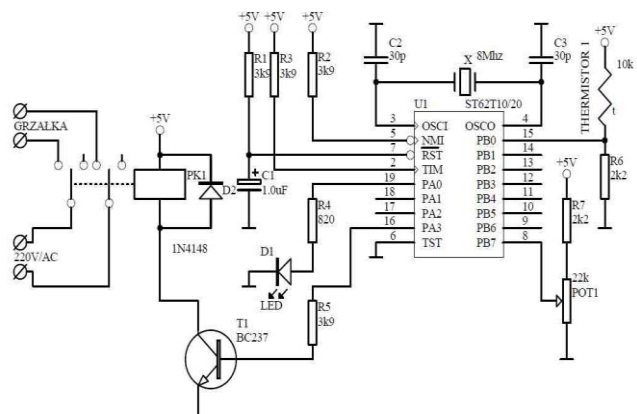 +5V
+5V
+5V
R1
3k9
R3
3k9
R2
3k9
C2
30p
X
8Mhz
C3
30p
+5V
10k
THERMISTOR 1
t
GRZAŁKA
220V/AC
+5V
PK1
D2
1N4148
C1
1.0uF
+
U1
ST62T10/20
3
OSCI
OSCO
4
5
NMI
PB0
15
7
RST
PB1
14
2
TIM
PB2
13
19
PA0
PB3
12
18
PA1
PB4
11
17
PA2
PB5
10
16
PA3
PB6
9
6
TST
PB7
8
R6
2k2
+5V
R7
2k2
22k
POT1
R4
820
D1
LED
R5
3k9
T1
BC237